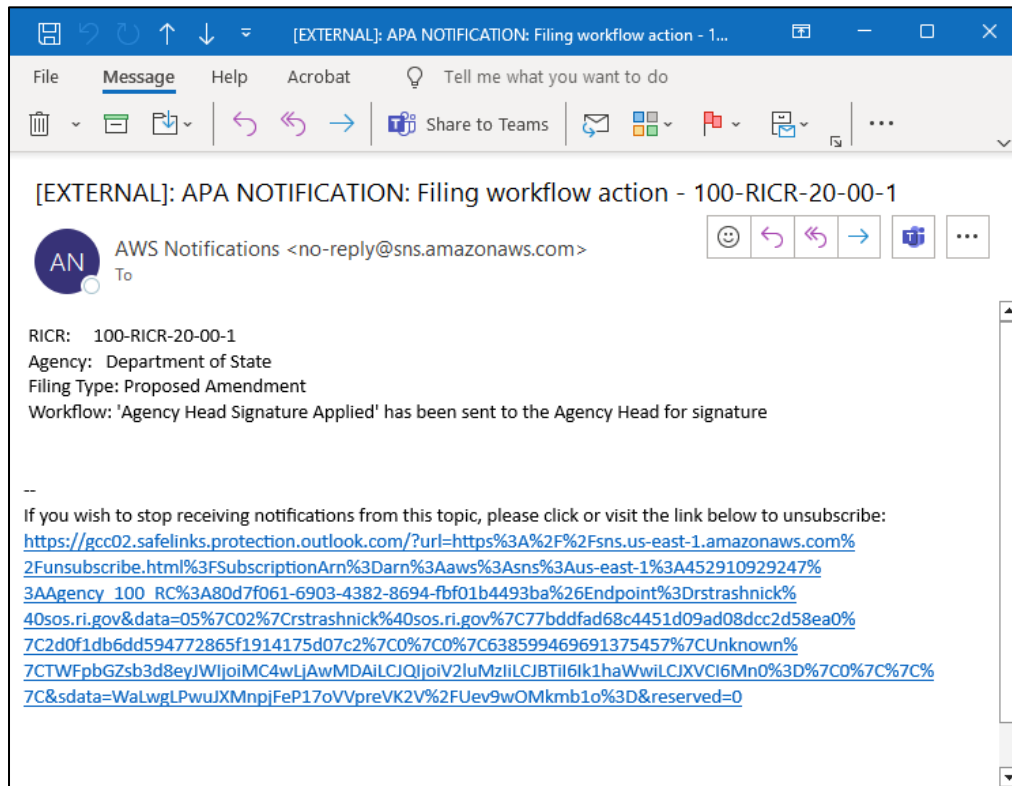 [EXTERNAL]: APA NOTIFICATION: Filing workflow action - 1...
File Message Help Acrobat Tell me what you want to do
Share to Teams
[EXTERNAL]: APA NOTIFICATION: Filing workflow action - 100-RICR-20-00-1
AN
AWS Notifications <no-reply@sns.amazonaws.com>
To
RICR: 100-RICR-20-00-1
Agency: Department of State
Filing Type: Proposed Amendment
Workflow: 'Agency Head Signature Applied' has been sent to the Agency Head for signature
--
If you wish to stop receiving notifications from this topic, please click or visit the link below to unsubscribe:
https://gcc02.safelinks.protection.outlook.com/?url=https%3A%2F%2Fsns.us-east-1.amazonaws.com%
2Funsubscribe.html%3FSubscriptionArn%3Darn%3Aaws%3Asns%3Aus-east-1%3A452910929247%
3AAgency_100_RC%3A80d7f061-6903-4382-8694-fbf01b4493ba%26Endpoint%3Drstrashnick%
40sos.ri.gov&data=05%7C02%7Crstrashnick%40sos.ri.gov%7C77bddfad68c4451d09ad08dcc2d58ea0%
7C2d0f1db6dd594772865f1914175d07c2%7C0%7C0%7C638599469691375457%7CUnknown%
7CTWFpbGZsb3d8eyJWIjoiMC4wLjAwMDAiLCJQIjoiV2luMzIiLCJBTiI6Ik1haWwiLCJXVCI6Mn0%3D%7C0%7C%7C%
7C&sdata=WaLwgLPwuJXMnpjFeP17oVVpreVK2V%2FUev9wOMkmb1o%3D&reserved=0